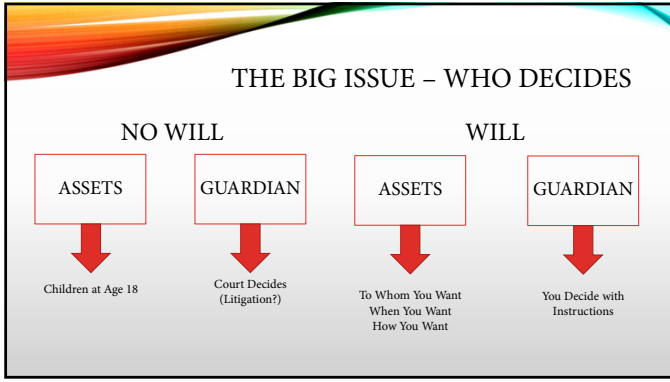 THE BIG ISSUE – WHO DECIDES
NO WILL
WILL
ASSETS
GUARDIAN
ASSETS
GUARDIAN
Children at Age 18
Court Decides
(Litigation?)
To Whom You Want
When You Want
How You Want
You Decide with
Instructions